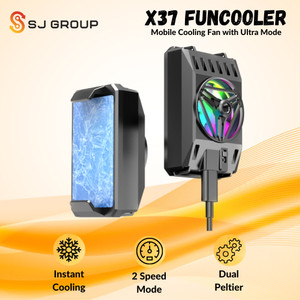 SJ GROUP
X37 FUNCOOLER
Mobile Cooling Fan with Ultra Mode
Instant
Cooling
2 Speed
Mode
Dual
Peltier